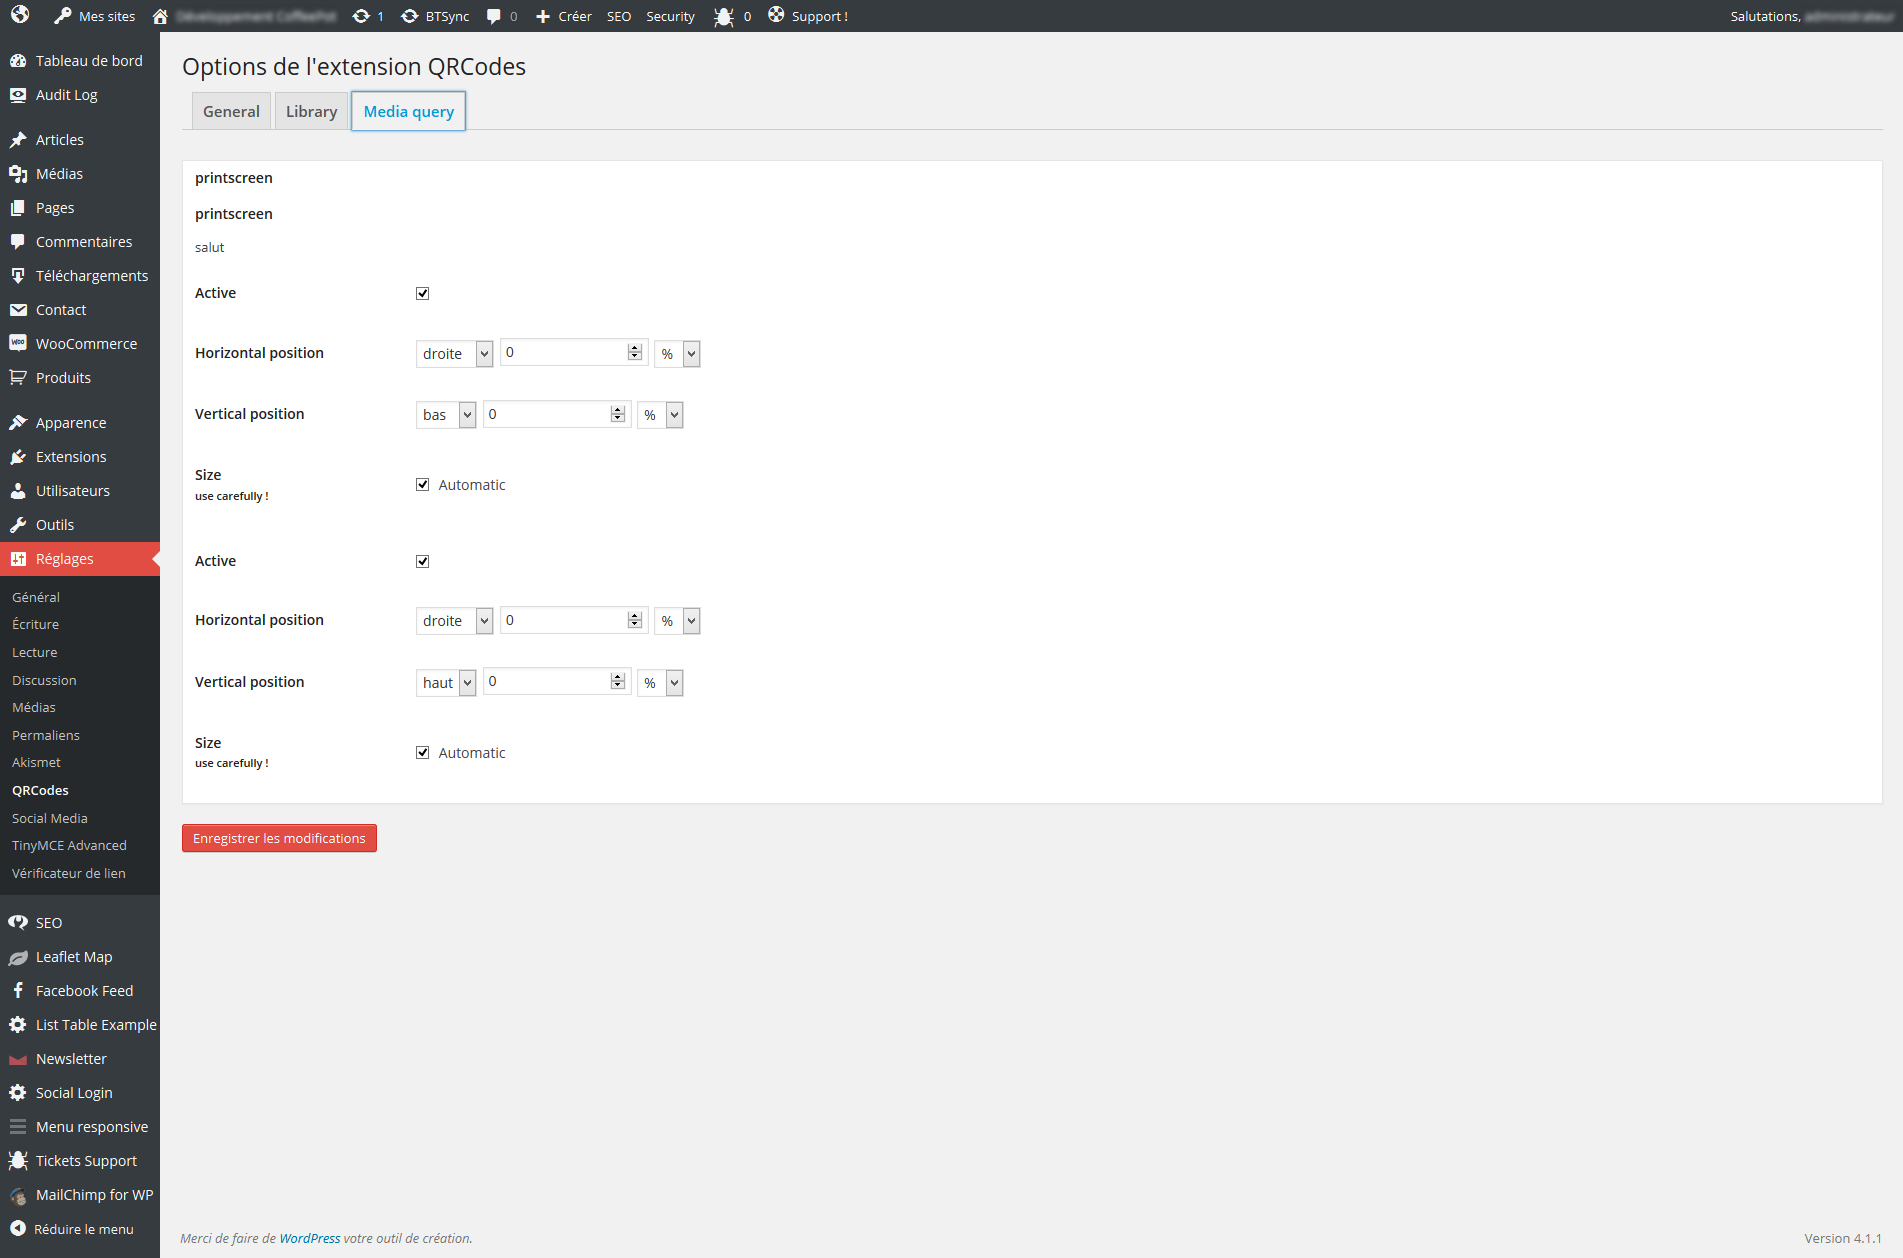 Mes sites
1
BTSync
0
Créer
SEO
Security
0
Support !
Salutations,
Tableau de bord
Audit Log
Articles
Médias
Pages
Commentaires
Téléchargements
Contact
WooCommerce
Produits
Apparence
Extensions
Utilisateurs
Outils
Réglages
Général
Écriture
Lecture
Discussion
Médias
Permaliens
Akismet
QRCodes
Social Media
TinyMCE Advanced
Vérificateur de lien
SEO
Leaflet Map
Facebook Feed
List Table Example
Newsletter
Social Login
Menu responsive
Tickets Support
MailChimp for WP
Réduire le menu
Options de l'extension QRCodes
General
Library
Media query
printscreen
printscreen
salut
Active
Horizontal position droite 0 %
Vertical position bas 0 %
Size
use carefully !
Automatic
Active
Horizontal position droite 0 %
Vertical position haut 0 %
Size
use carefully !
Automatic
Enregistrer les modifications
Merci de faire de WordPress votre outil de création.
Version 4.1.1